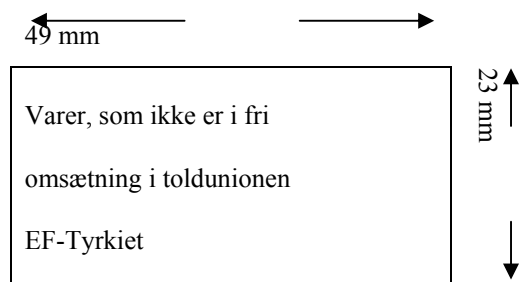 49 mm
23 mm
Varer, som ikke er i fri
omsætning i toldunionen
EF-Tyrkiet